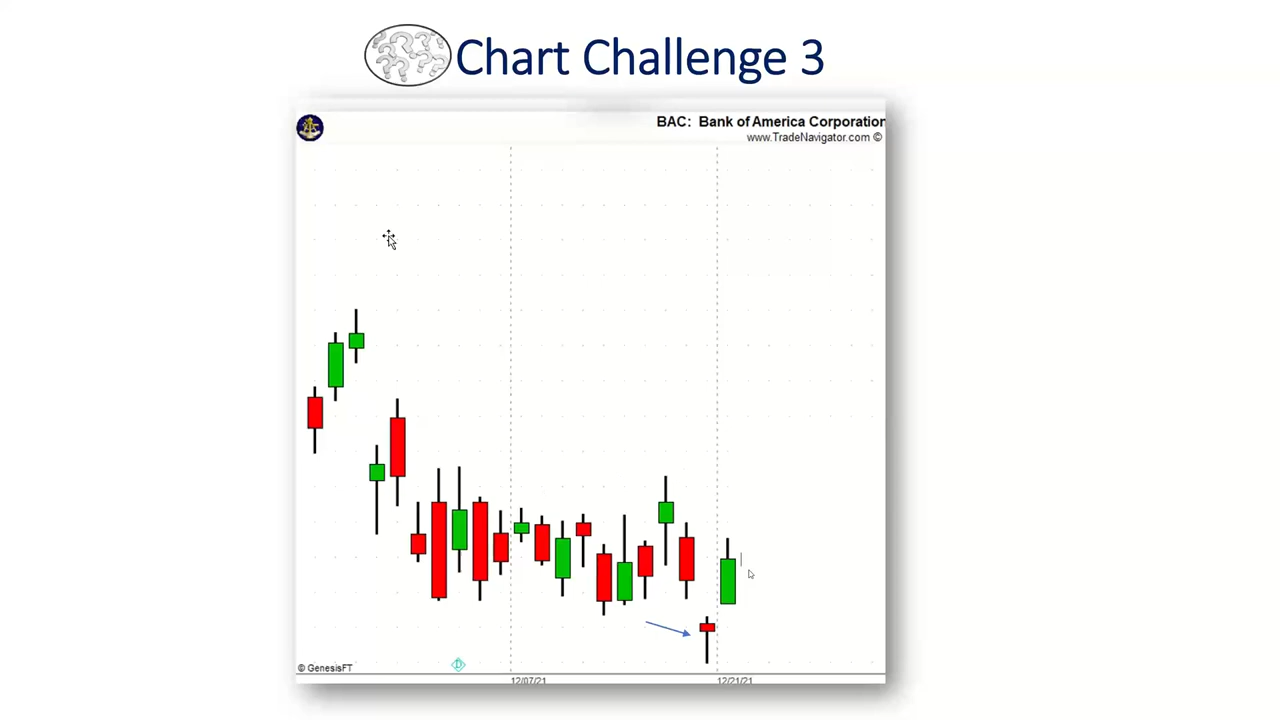 Chart Challenge 3
BAC: Bank of America Corporation
www.TradeNavigator.com ©
© GenesisFT
D
12/07/21
12/21/21